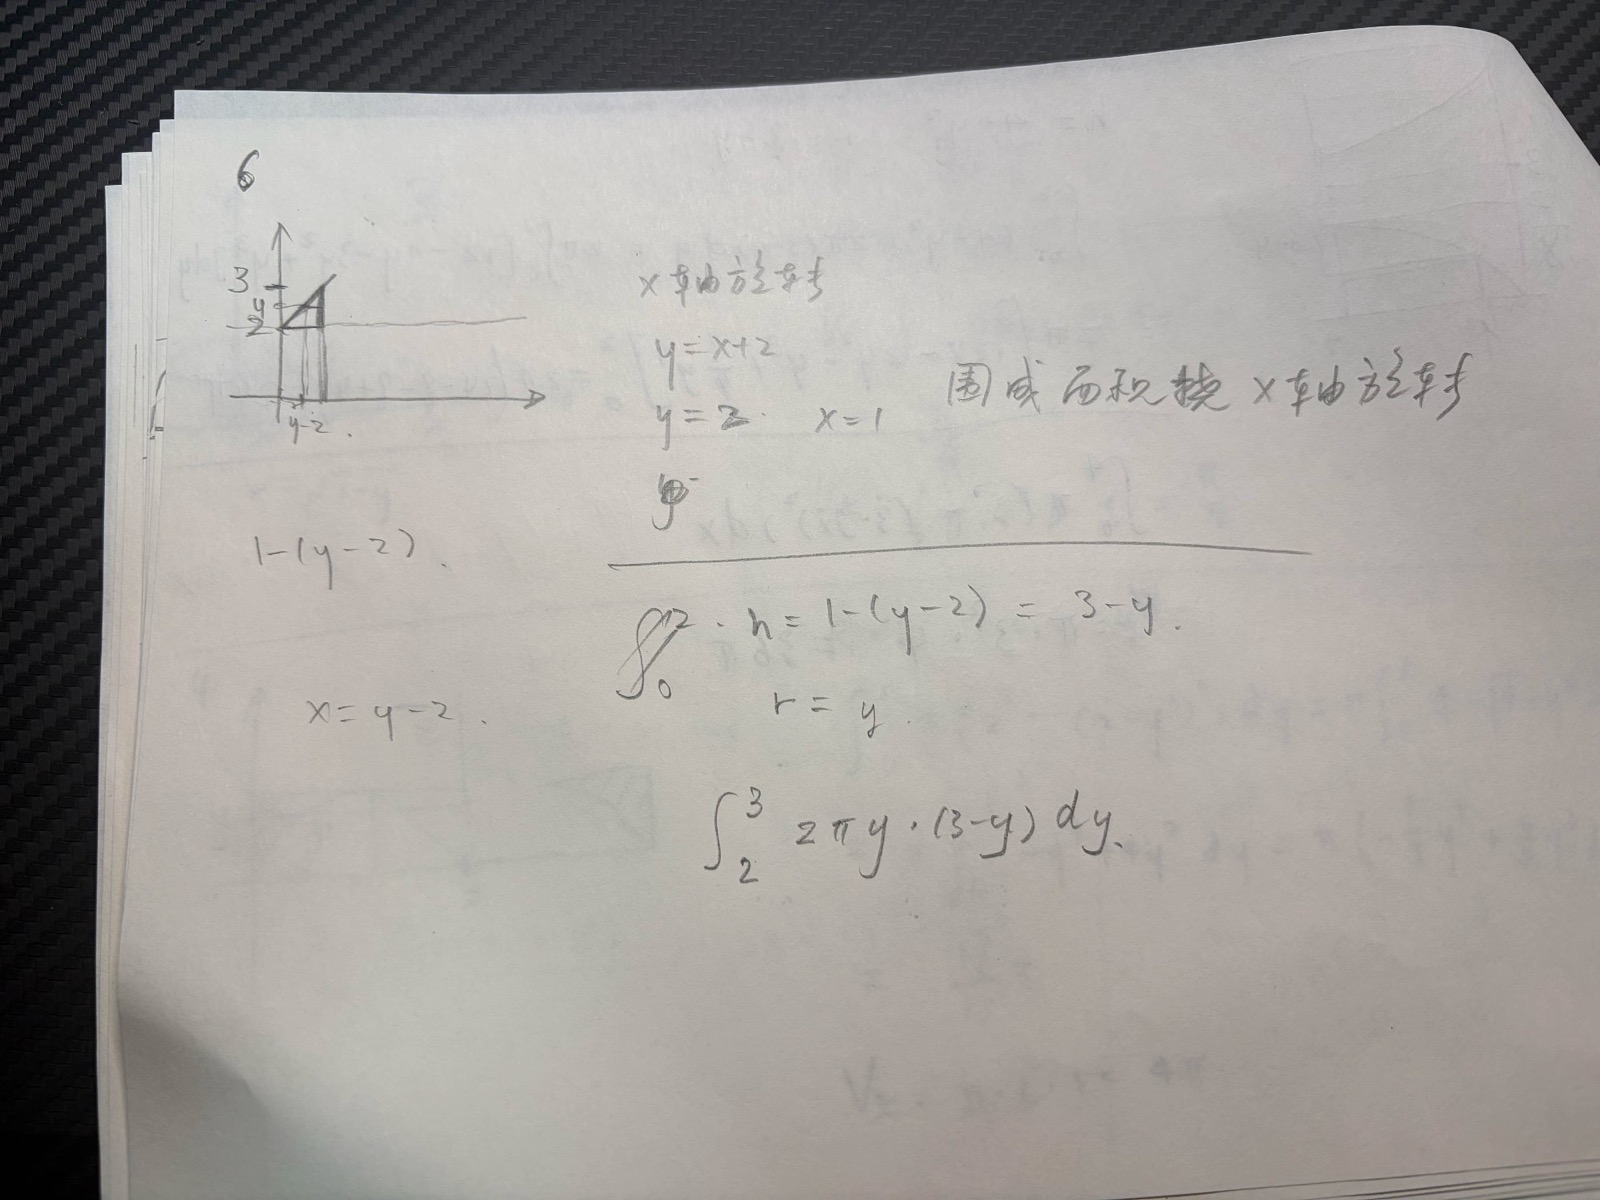 6
3
y
2
y-2.
x轴旋转
y=x+2
y=2. x=1
围成面积绕x轴旋转
1-(y-2).
h=1-(y-2) = 3-y.
r= y.
x=y-2.
∫₂³ 2πy·(3-y) dy.